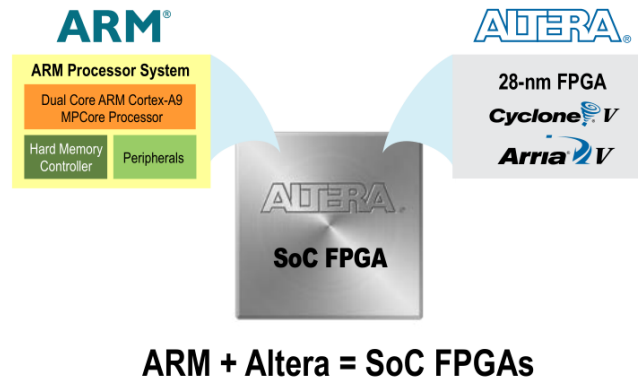 ARM®
ARM Processor System
Dual Core ARM Cortex-A9
MPCore Processor
Hard Memory
Controller
Peripherals
ALTERA®
28-nm FPGA
Cyclone® V
Arria® V
ALTERA®
SoC FPGA
ARM + Altera = SoC FPGAs